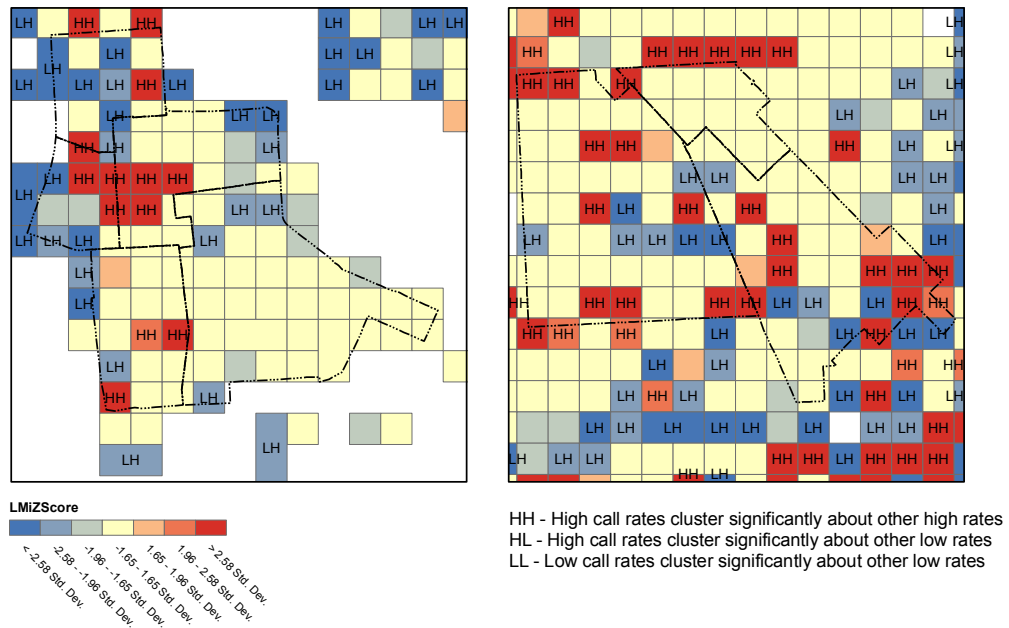 LH HH HH LH LH
LH LH LH
LH
LH LH LH HH LH LH LH
LH LH LH
HH LH LH
LH HH HH HH HH
LH
HH HH LH LH
LH LH LH LH
LH
LH
HH HH
LH
HH LH
LH
LH
HH LH
HH HH HH HH HH HH
HH HH HH LH LH
LH LH
HH HH HH LH
LH LH LH LH
HH LH HH HH LH
LH LH LH LH LH HH LH
HH HH HH HH
HH HH HH HH HH LH LH LH HH HH
HH HH HH LH LH HH LH LH
LH LH HH HH
LH HH LH LH HH LH LH
LH LH LH LH LH LH LH LH HH
LH LH LH HH HH LH HH HH HH
HH LH
LMiZScore
< -2.58 Std. Dev.
-2.58 - -1.96 Std. Dev.
-1.96 - -1.65 Std. Dev.
-1.65 - 1.65 Std. Dev.
1.65 - 1.96 Std. Dev.
1.96 - 2.58 Std. Dev.
> 2.58 Std. Dev.
HH - High call rates cluster significantly about other high rates
HL - High call rates cluster significantly about other low rates
LL - Low call rates cluster significantly about other low rates